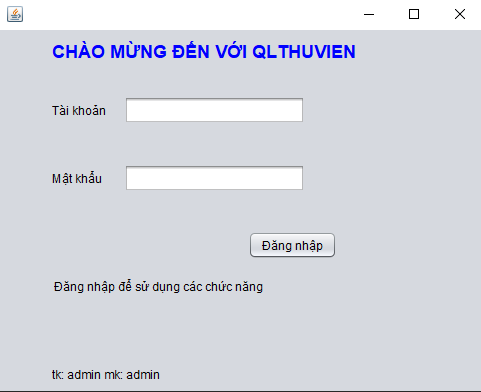 CHÀO MỪNG ĐẾN VỚI QLTHUVIEN
Tài khoản
Mật khẩu
Đăng nhập
Đăng nhập để sử dụng các chức năng
tk: admin mk: admin